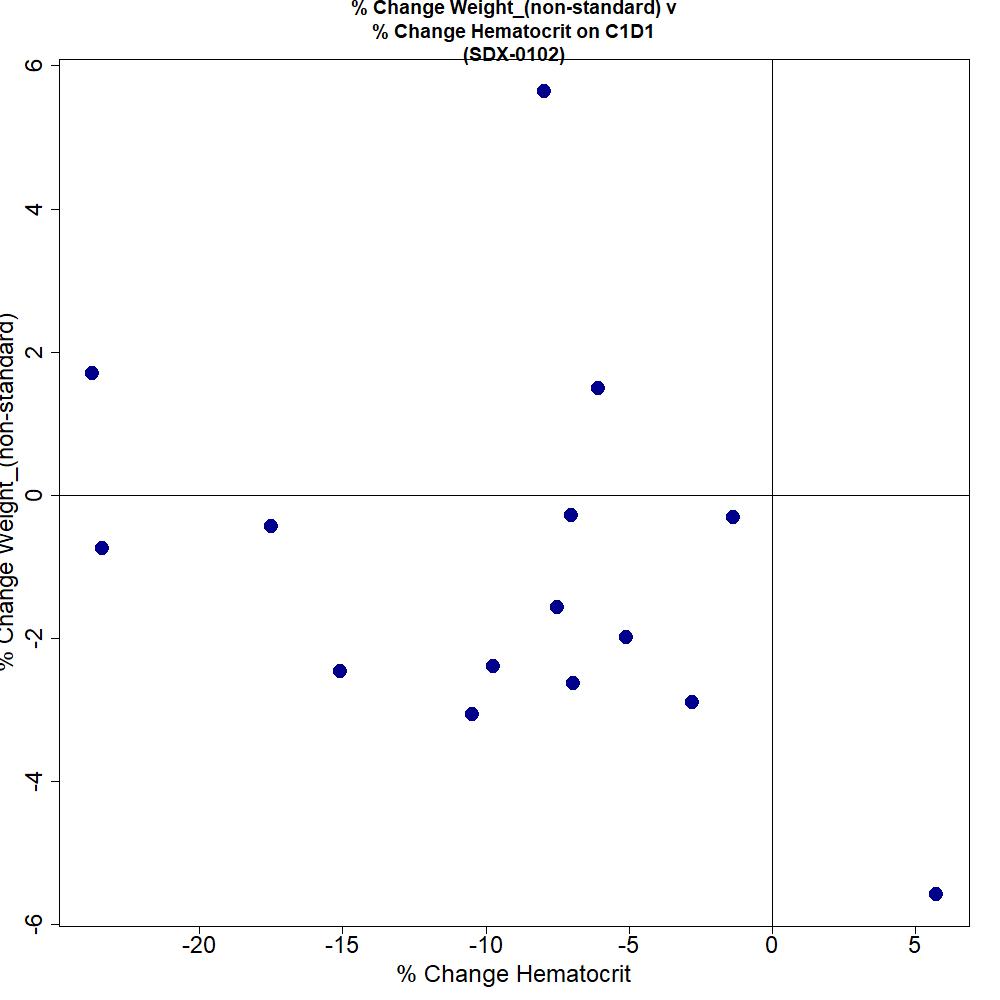 % Change Weight_(non-standard) v
% Change Hematocrit on C1D1
(SDX-0102)
6
4
2
0
-2
-4
-6
% Change Weight_(non-standard)
-20
-15
-10
-5
0
5
% Change Hematocrit